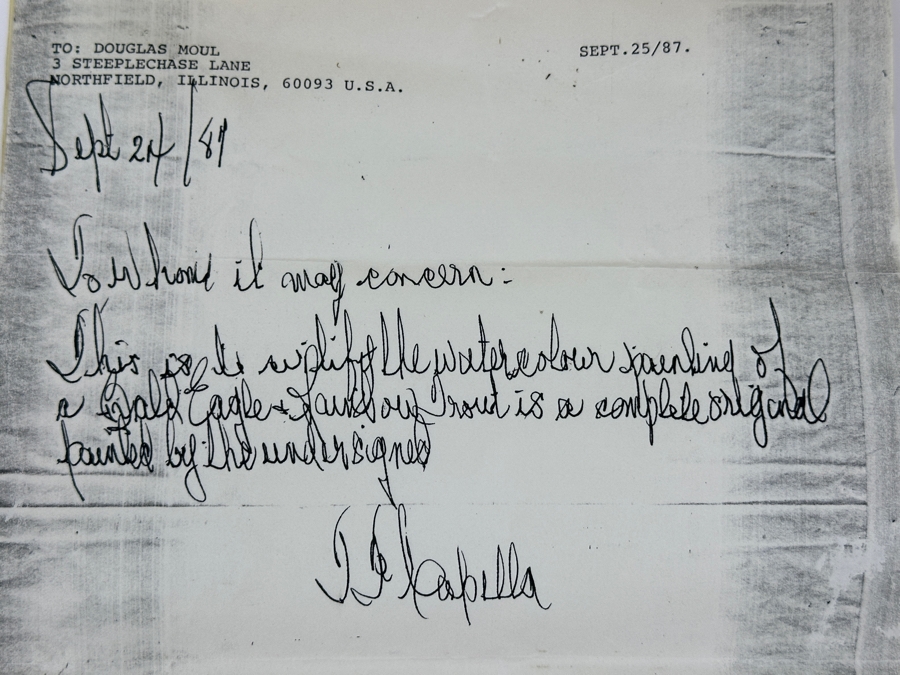 TO: DOUGLAS MOUL
SEPT.25/87.
3 STEEPLECHASE LANE
NORTHFIELD, ILLINOIS, 60093 U.S.A.
Sept 24/87
To Whom it may concern:
This is to the watercolour painting of
a Bald Eagle & Rainbow Trout is a complete original
painted by the undersigned
Capella